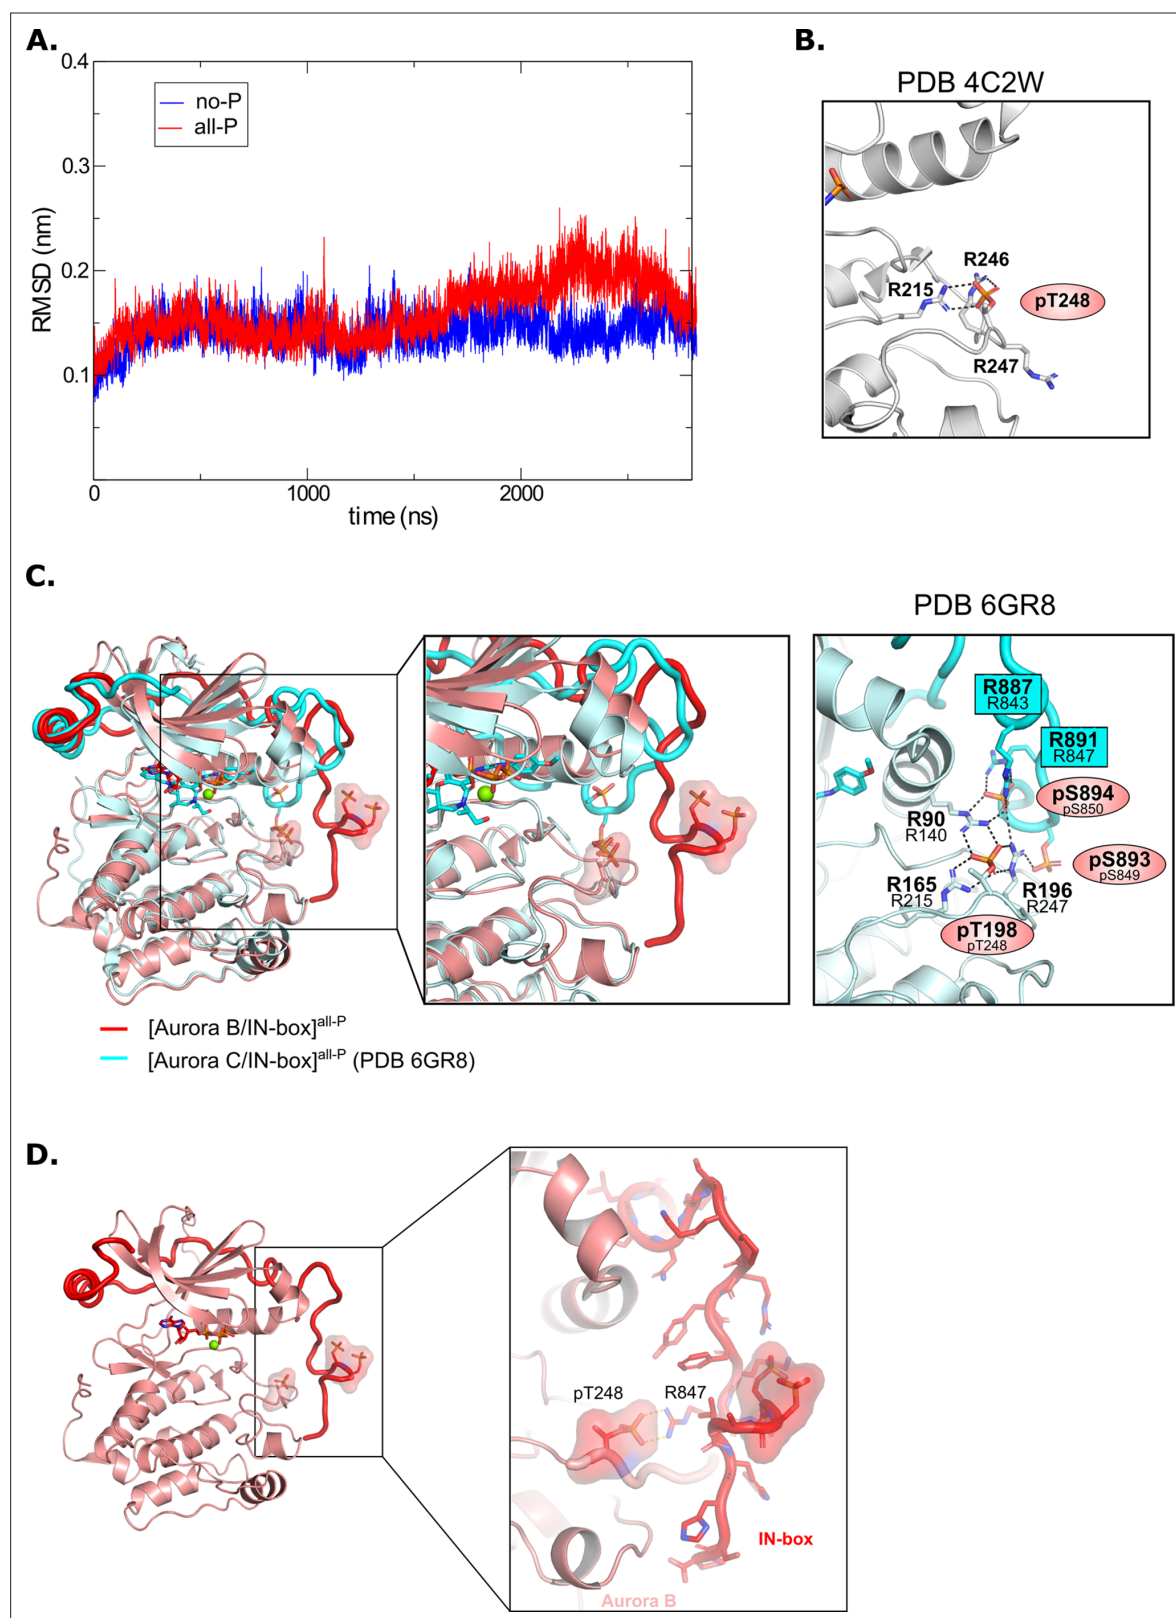 A.
0.4
0.3
0.2
0.1
RMSD (nm)
no-P
all-P
0
1000
2000
time (ns)
B.
PDB 4C2W
R246
R215
pT248
R247
C.
PDB 6GR8
R887
R843
R891
R847
pS894
pS850
R90
R140
pS893
pS849
R165
R215
R196
R247
pT198
pT248
[Aurora B/IN-box]all-P
[Aurora C/IN-box]all-P (PDB 6GR8)
D.
pT248
R847
IN-box
Aurora B